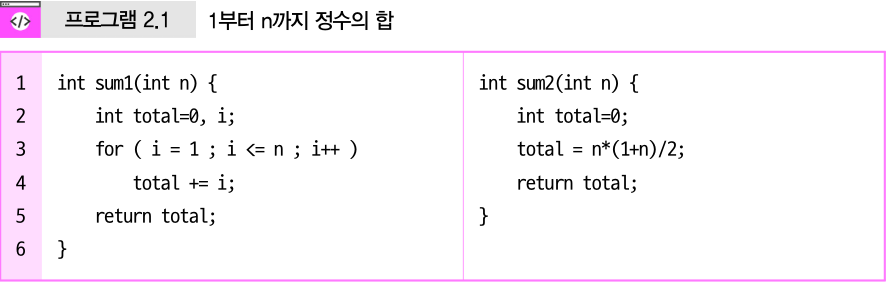 </> 프로그램 2.1 1부터 n까지 정수의 합
1 int sum1(int n) {
2 int total=0, i;
3 for ( i = 1 ; i <= n ; i++ )
4 total += i;
5 return total;
6 }
int sum2(int n) {
int total=0;
total = n*(1+n)/2;
return total;
}